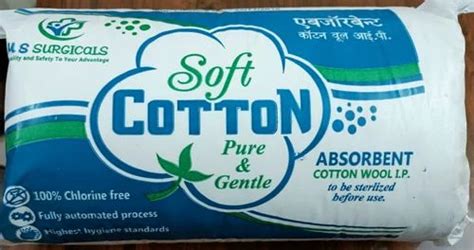 U S SURGICALS
Quality and Safety To Your Advantage
एबजॉरबेन्ट
कॉटन वूल आई.पी.
Soft
COTTON
Pure
&
Gentle
ABSORBENT
COTTON WOOL I.P.
to be sterlized
before use.
100% Chlorine free
Fully automated process
Highest hygiene standards